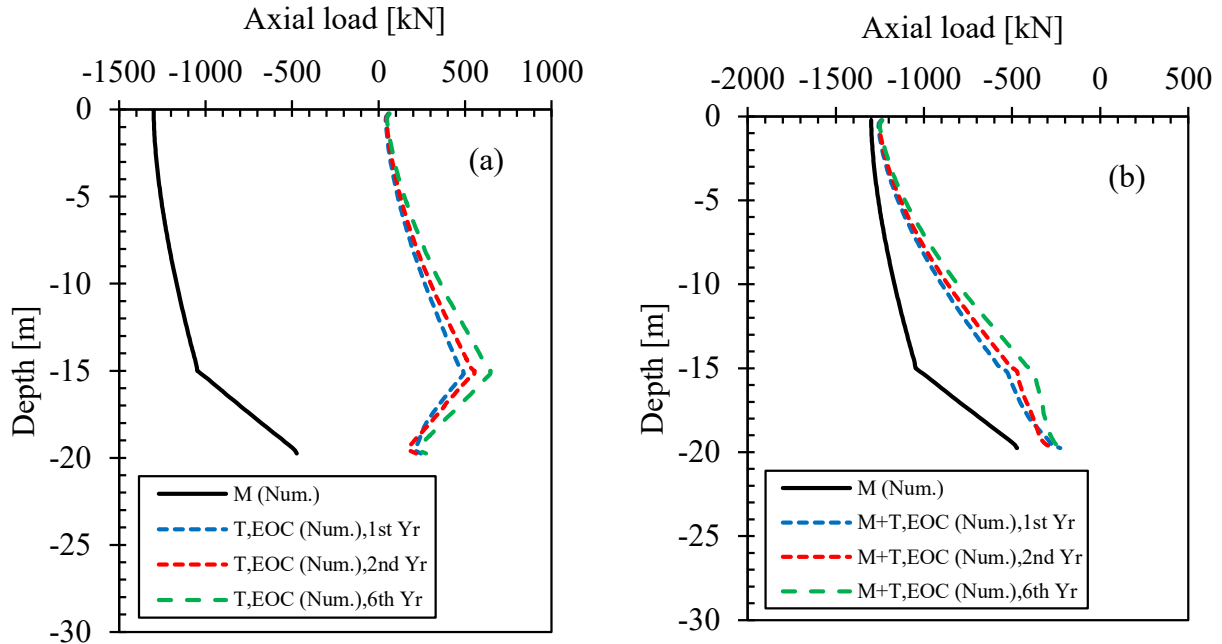 Axial load [kN]
-1500 -1000 -500 0 500 1000
0
-5
-10
-15
-20
-25
-30
Depth [m]
(a)
M (Num.)
T,EOC (Num.),1st Yr
T,EOC (Num.),2nd Yr
T,EOC (Num.),6th Yr
Axial load [kN]
-2000 -1500 -1000 -500 0 500
0
-5
-10
-15
-20
-25
-30
Depth [m]
(b)
M (Num.)
M+T,EOC (Num.),1st Yr
M+T,EOC (Num.),2nd Yr
M+T,EOC (Num.),6th Yr